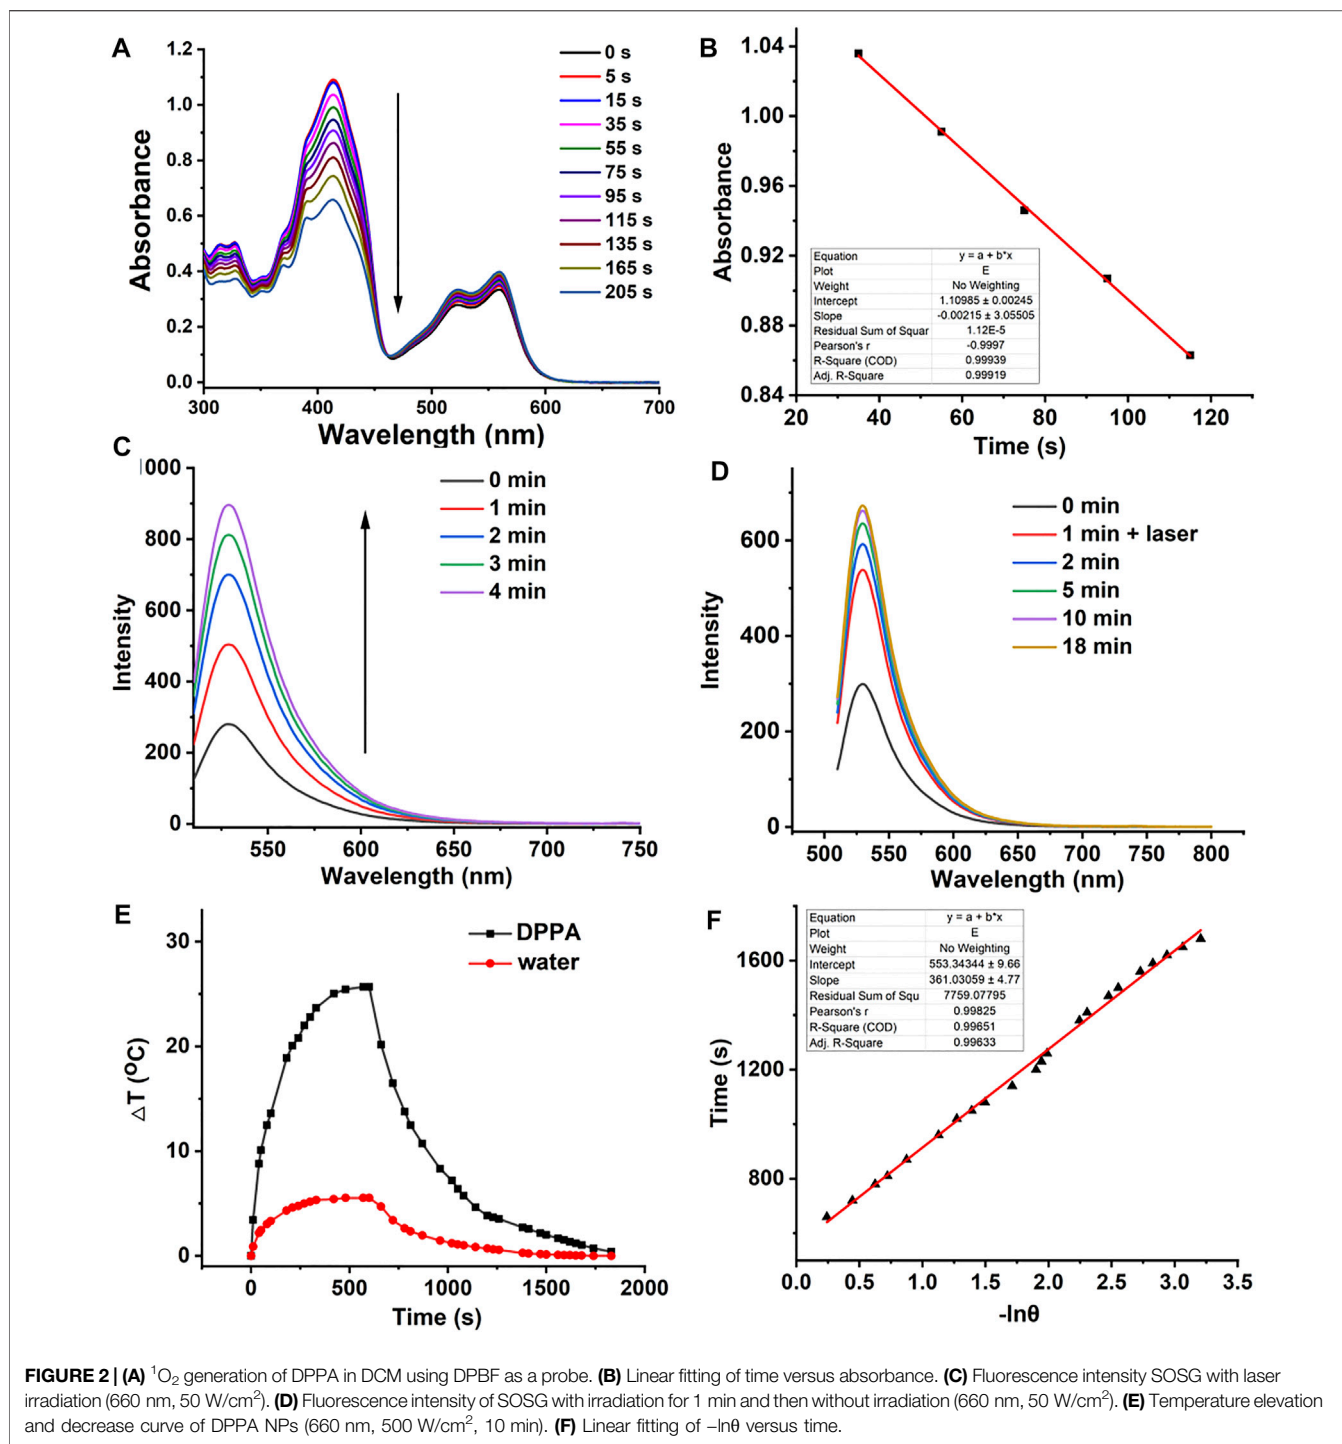 A
1.2
1.0
0.8
0.6
0.4
0.2
0.0
Absorbance
300
400
500
600
700
Wavelength (nm)
0 s
5 s
15 s
35 s
55 s
75 s
95 s
115 s
135 s
165 s
205 s
B
1.04
1.00
0.96
0.92
0.88
0.84
Absorbance
20
40
60
80
100
120
Time (s)
Equation y = a + b*x
Plot E
Weight No Weighting
Intercept 1.10985 ± 0.00245
Slope -0.00215 ± 3.05505
Residual Sum of Squar 1.12E-5
Pearson's r -0.9997
R-Square (COD) 0.99939
Adj. R-Square 0.99919
C
1000
800
600
400
200
0
Intensity
550
600
650
700
750
Wavelength (nm)
0 min
1 min
2 min
3 min
4 min
D
600
400
200
0
Intensity
500
550
600
650
700
750
800
Wavelength (nm)
0 min
1 min + laser
2 min
5 min
10 min
18 min
E
30
20
10
0
△T (°C)
0
500
1000
1500
2000
Time (s)
DPPA
water
F
1600
1200
800
Time (s)
0.0
0.5
1.0
1.5
2.0
2.5
3.0
3.5
-lnθ
Equation y = a + b*x
Plot E
Weight No Weighting
Intercept 553.34344 ± 9.66
Slope 361.03059 ± 4.77
Residual Sum of Squ 7759.07795
Pearson's r 0.99825
R-Square (COD) 0.99651
Adj. R-Square 0.99633
FIGURE 2 | (A) ¹O₂ generation of DPPA in DCM using DPBF as a probe. (B) Linear fitting of time versus absorbance. (C) Fluorescence intensity SOSG with laser
irradiation (660 nm, 50 W/cm²). (D) Fluorescence intensity of SOSG with irradiation for 1 min and then without irradiation (660 nm, 50 W/cm²). (E) Temperature elevation
and decrease curve of DPPA NPs (660 nm, 500 W/cm², 10 min). (F) Linear fitting of –lnθ versus time.